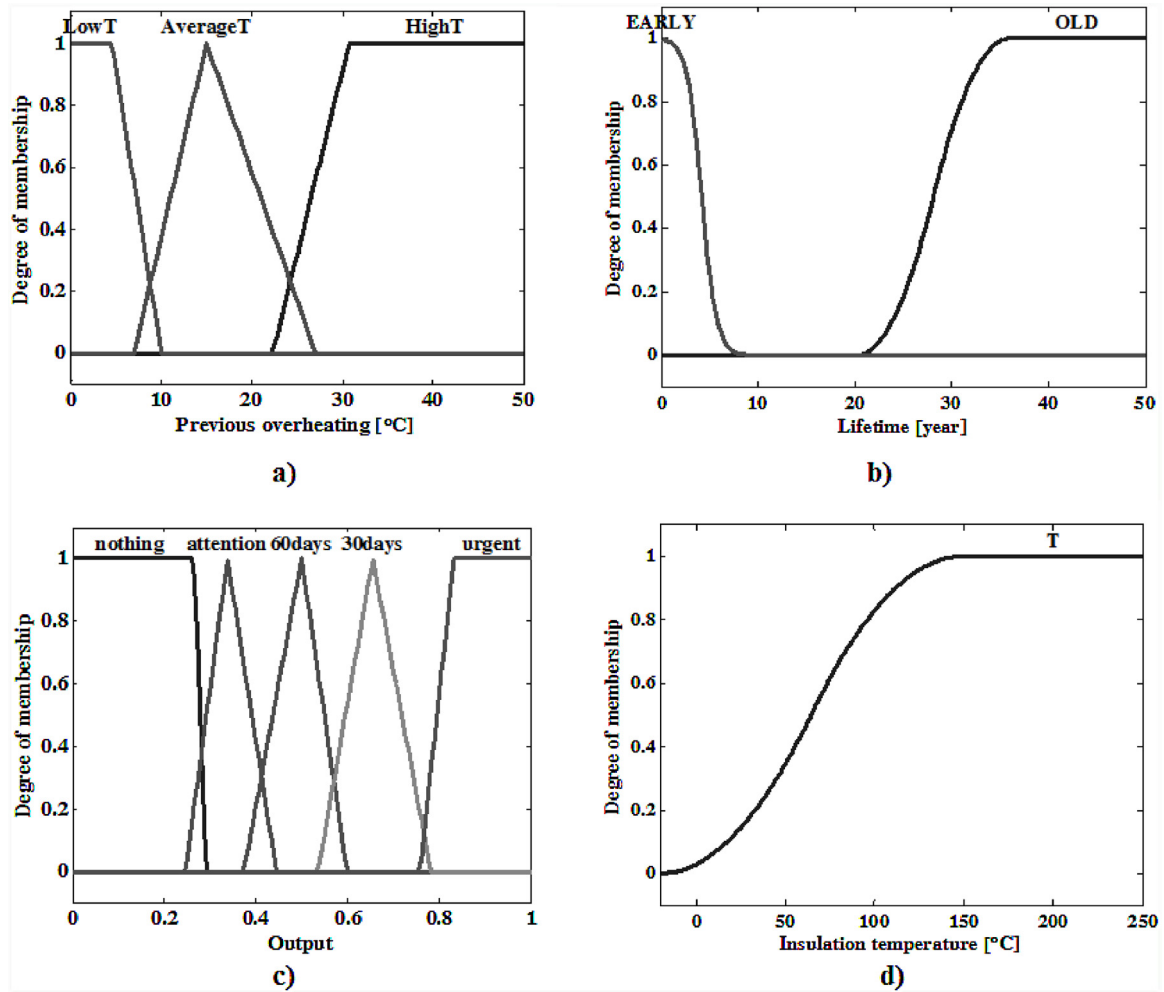 LowT AverageT HighT
1
0.8
0.6
0.4
0.2
0
0 10 20 30 40 50
Degree of membership
Previous overheating [°C]
a)
EARLY OLD
1
0.8
0.6
0.4
0.2
0
0 10 20 30 40 50
Degree of membership
Lifetime [year]
b)
nothing attention 60days 30days urgent
1
0.8
0.6
0.4
0.2
0
0 0.2 0.4 0.6 0.8 1
Degree of membership
Output
c)
T
1
0.8
0.6
0.4
0.2
0
0 50 100 150 200 250
Degree of membership
Insulation temperature [°C]
d)